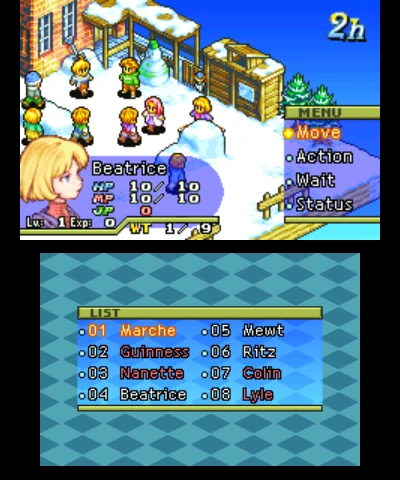 2h
MENU
Move
Action
Wait
Status
Beatrice
HP 10/ 10
MP 10/ 10
JP 0
Lv. 1 Exp: 0
WT 1/ 9
LIST
01 Marche
02 Guinness
03 Nanette
04 Beatrice
05 Mewt
06 Ritz
07 Colin
08 Lyle